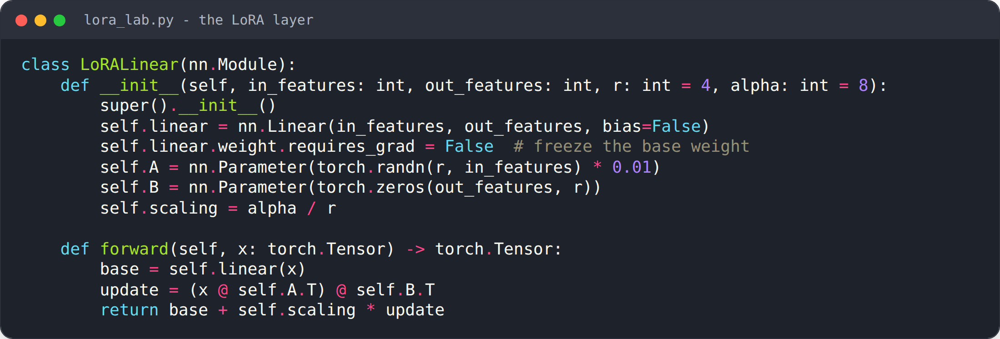 lora_lab.py - the LoRA layer
class LoRALinear(nn.Module):
    def __init__(self, in_features: int, out_features: int, r: int = 4, alpha: int = 8):
        super().__init__()
        self.linear = nn.Linear(in_features, out_features, bias=False)
        self.linear.weight.requires_grad = False  # freeze the base weight
        self.A = nn.Parameter(torch.randn(r, in_features) * 0.01)
        self.B = nn.Parameter(torch.zeros(out_features, r))
        self.scaling = alpha / r

    def forward(self, x: torch.Tensor) -> torch.Tensor:
        base = self.linear(x)
        update = (x @ self.A.T) @ self.B.T
        return base + self.scaling * update